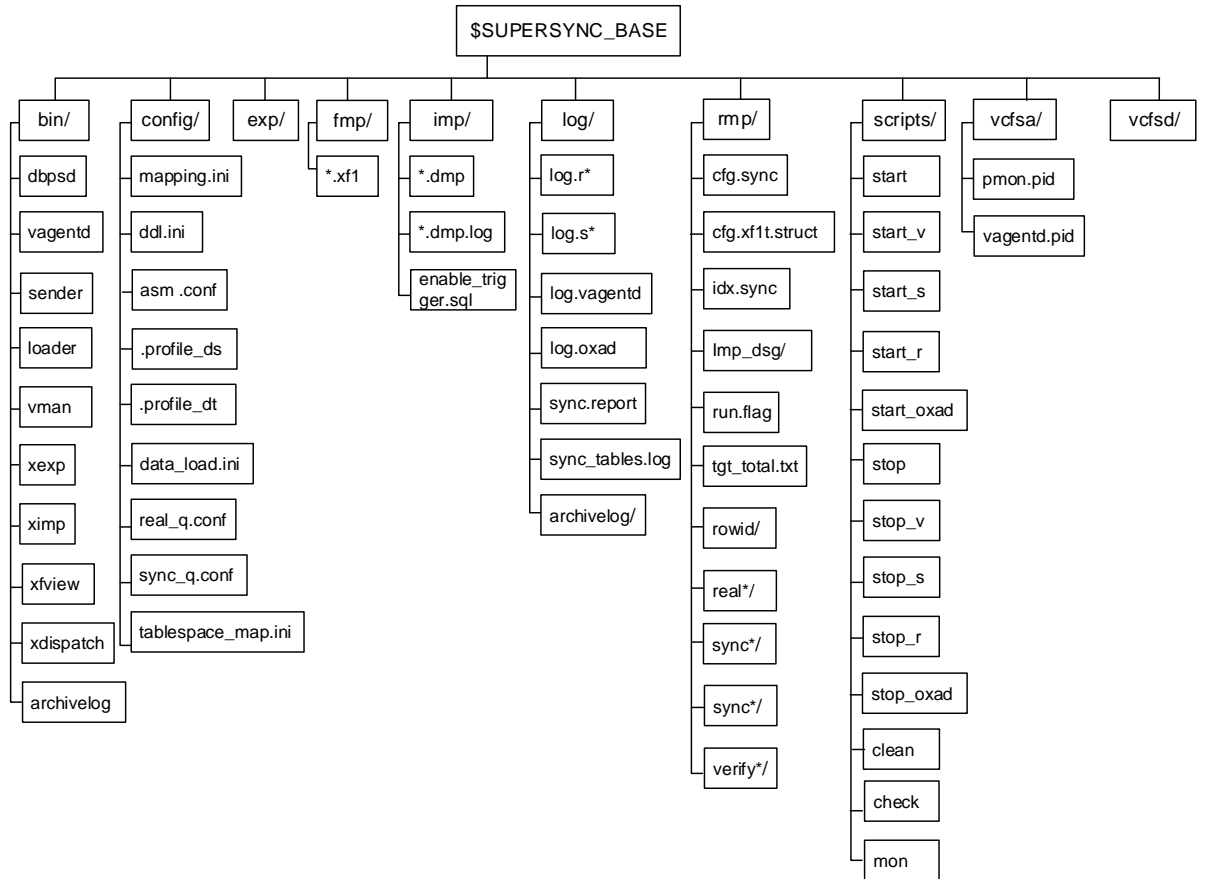 $SUPERSYNC_BASE
bin/
config/
exp/
fmp/
imp/
log/
rmp/
scripts/
vcfsa/
vcfsd/
dbpsd
vagentd
sender
loader
vman
xexp
ximp
xfview
xdispatch
archivelog
mapping.ini
ddl.ini
asm .conf
.profile_ds
.profile_dt
data_load.ini
real_q.conf
sync_q.conf
tablespace_map.ini
*.xf1
*.dmp
*.dmp.log
enable_trig
ger.sql
log.r*
log.s*
log.vagentd
log.oxad
sync.report
sync_tables.log
archivelog/
cfg.sync
cfg.xf1t.struct
idx.sync
lmp_dsg/
run.flag
tgt_total.txt
rowid/
real*/
sync*/
sync*/
verify*/
start
start_v
start_s
start_r
start_oxad
stop
stop_v
stop_s
stop_r
stop_oxad
clean
check
mon
pmon.pid
vagentd.pid